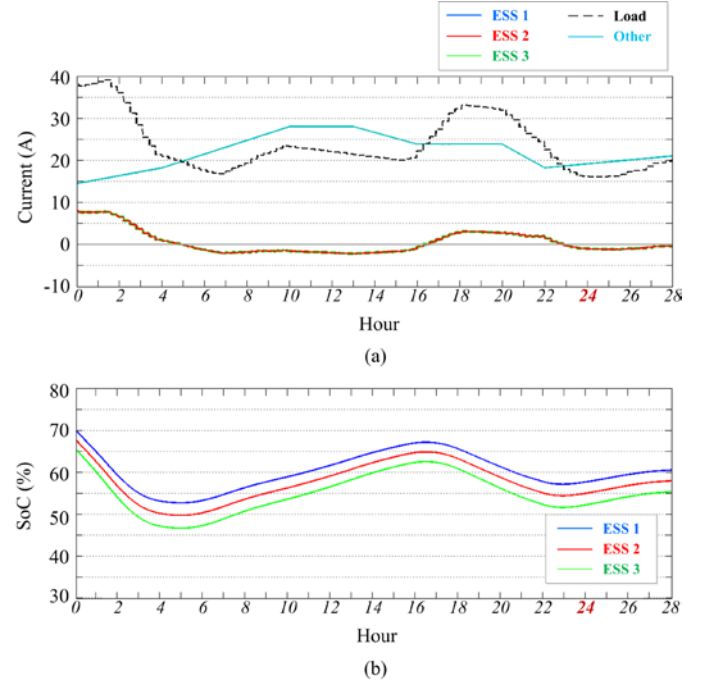 ESS 1 Load
ESS 2 Other
ESS 3
40
30
20
10
0
-10
Current (A)
0 2 4 6 8 10 12 14 16 18 20 22 24 26 28
Hour
(a)
80
70
60
50
40
30
SoC (%)
ESS 1
ESS 2
ESS 3
0 2 4 6 8 10 12 14 16 18 20 22 24 26 28
Hour
(b)